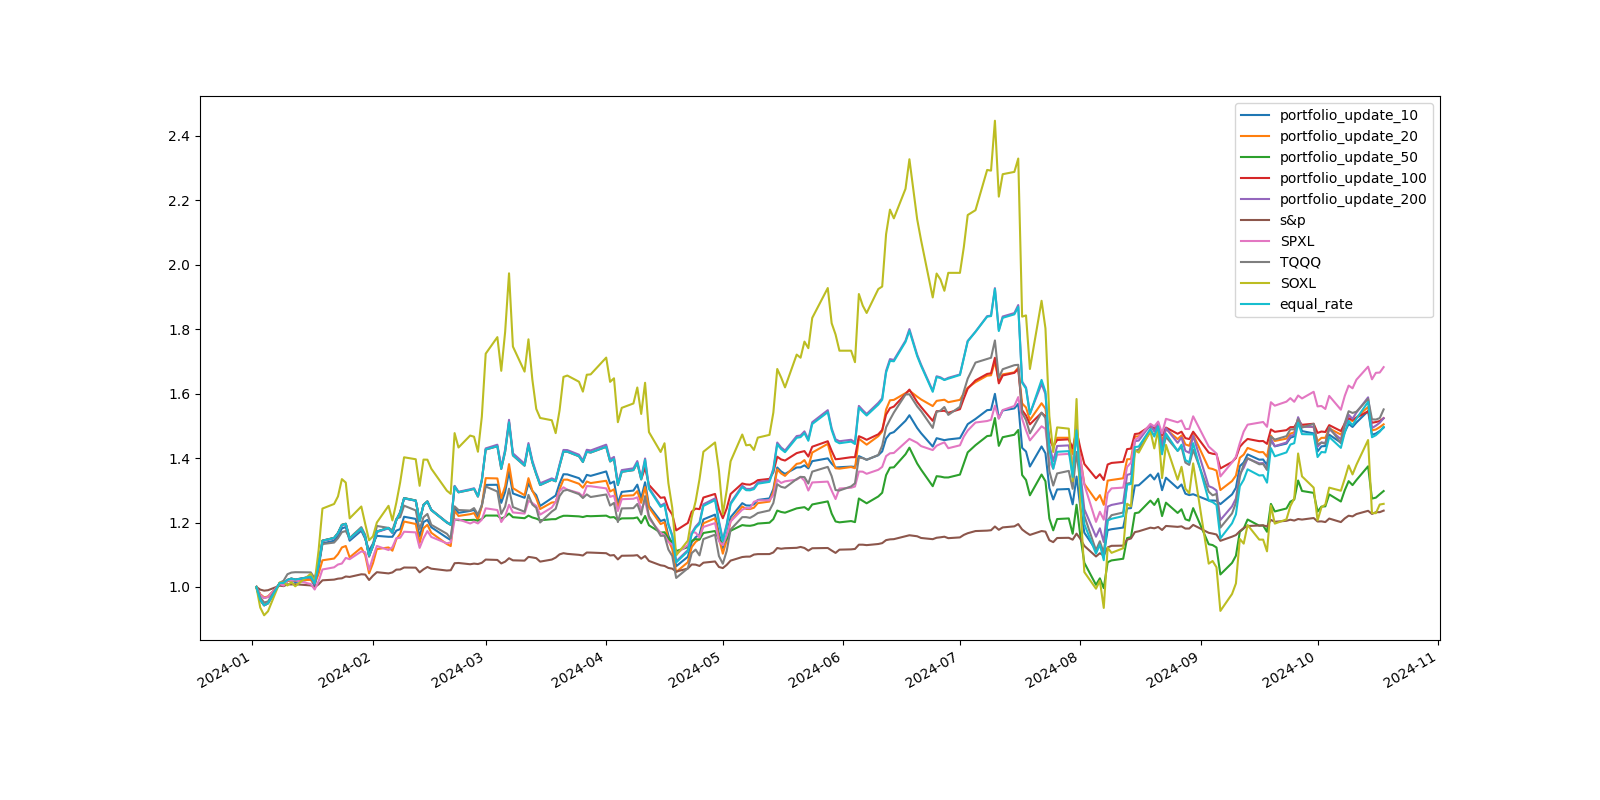 2.4
2.2
2.0
1.8
1.6
1.4
1.2
1.0
2024-01
2024-02
2024-03
2024-04
2024-05
2024-06
2024-07
2024-08
2024-09
2024-10
2024-11
portfolio_update_10
portfolio_update_20
portfolio_update_50
portfolio_update_100
portfolio_update_200
s&p
SPXL
TQQQ
SOXL
equal_rate